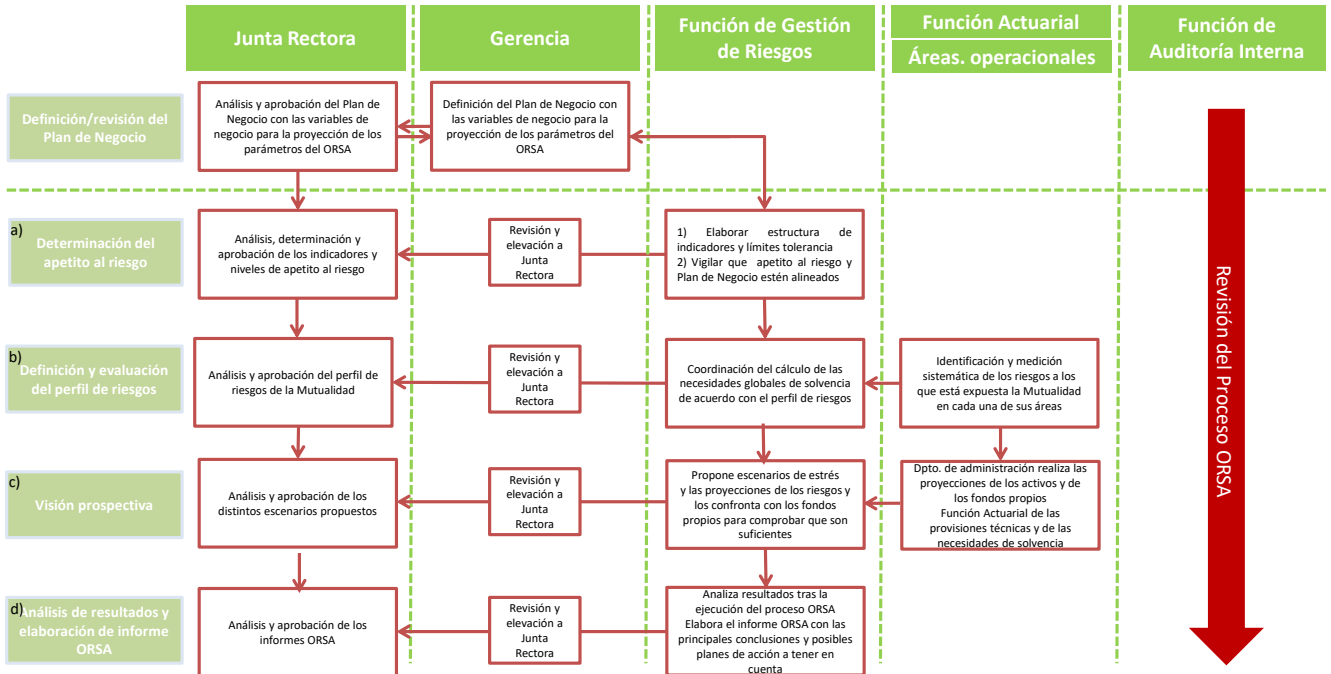 Junta Rectora
Gerencia
Función de Gestión
de Riesgos
Función Actuarial
Áreas. operacionales
Función de
Auditoría Interna
Definición/revisión del
Plan de Negocio
Análisis y aprobación del Plan de
Negocio con las variables de
negocio para la proyección de los
parámetros del ORSA
Definición del Plan de Negocio con
las variables de negocio para la
proyección de los parámetros del
ORSA
a)
Determinación del
apetito al riesgo
Análisis, determinación y
aprobación de los indicadores y
niveles de apetito al riesgo
Revisión y
elevación a
Junta
Rectora
1) Elaborar estructura de
indicadores y límites tolerancia
2) Vigilar que apetito al riesgo y
Plan de Negocio estén alineados
b)
Definición y evaluación
del perfil de riesgos
Análisis y aprobación del perfil de
riesgos de la Mutualidad
Revisión y
elevación a
Junta
Rectora
Coordinación del cálculo de las
necesidades globales de solvencia
de acuerdo con el perfil de riesgos
Identificación y medición
sistemática de los riesgos a los
que está expuesta la Mutualidad
en cada una de sus áreas
c)
Visión prospectiva
Análisis y aprobación de los
distintos escenarios propuestos
Revisión y
elevación a
Junta
Rectora
Propone escenarios de estrés
y las proyecciones de los riesgos y
los confronta con los fondos
propios para comprobar que son
suficientes
Dpto. de administración realiza las
proyecciones de los activos y de
los fondos propios
Función Actuarial de las
provisiones técnicas y de las
necesidades de solvencia
d)
Análisis de resultados y
elaboración de informe
ORSA
Análisis y aprobación de los
informes ORSA
Revisión y
elevación a
Junta
Rectora
Analiza resultados tras la
ejecución del proceso ORSA
Elabora el informe ORSA con las
principales conclusiones y posibles
planes de acción a tener en
cuenta
Revisión del Proceso ORSA